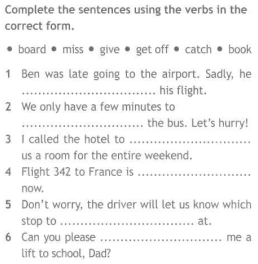 Complete the sentences using the verbs in the
correct form.
• board • miss • give • get off • catch • book
1 Ben was late going to the airport. Sadly, he
................................. his flight.
2 We only have a few minutes to
.............................. the bus. Let's hurry!
3 I called the hotel to ..............................
us a room for the entire weekend.
4 Flight 342 to France is ............................
now.
5 Don't worry, the driver will let us know which
stop to ................................. at.
6 Can you please .............................. me a
lift to school, Dad?